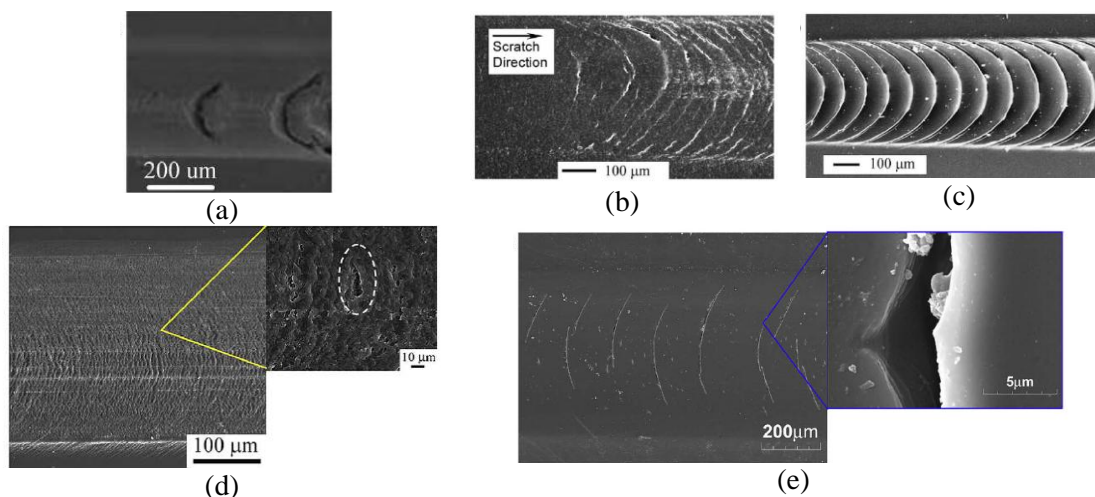 200 um
(a)
Scratch
Direction
100 μm
(b)
100 μm
(c)
10 μm
100 μm
(d)
5μm
200μm
(e)